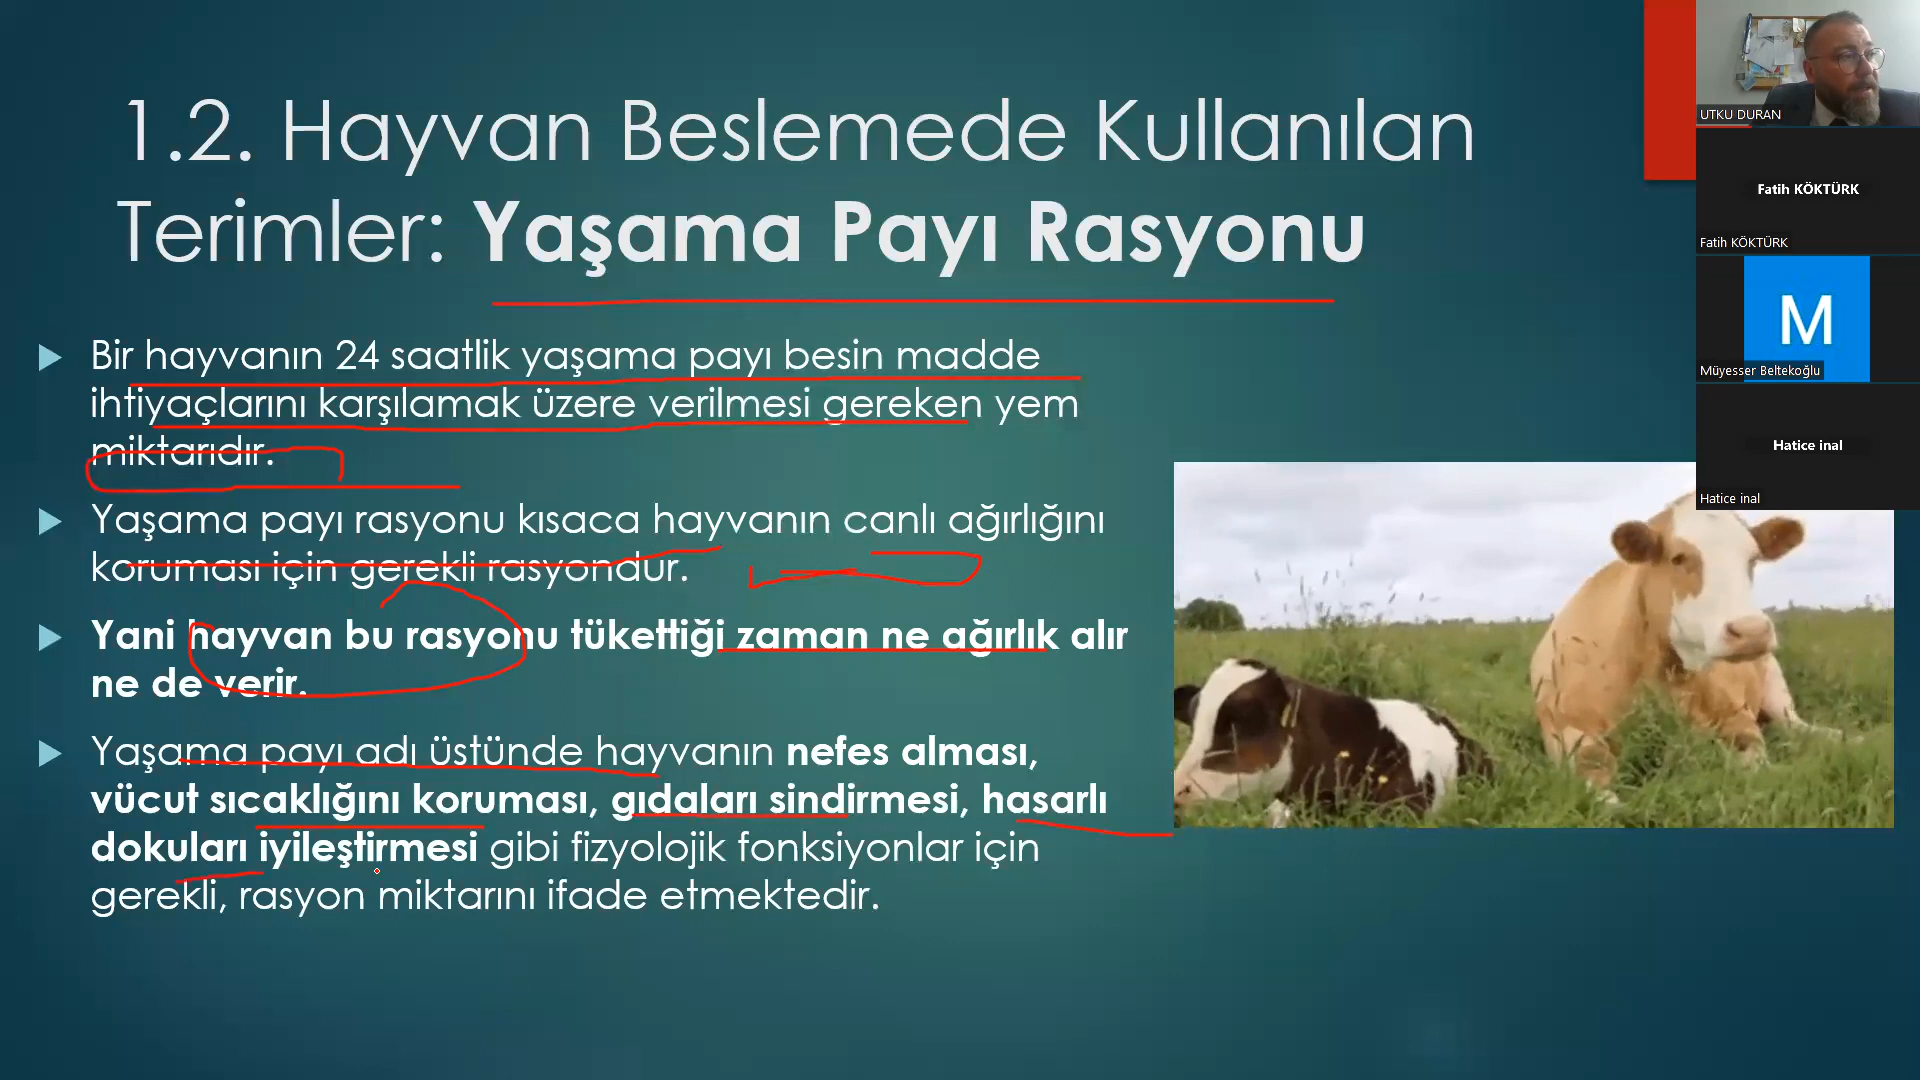 1.2. Hayvan Beslemede Kullanılan
Terimler: Yaşama Payı Rasyonu
Bir hayvanın 24 saatlik yaşama payı besin madde
ihtiyaçlarını karşılamak üzere verilmesi gereken yem
miktarıdır.
Yaşama payı rasyonu kısaca hayvanın canlı ağırlığını
koruması için gerekli rasyondur.
Yani hayvan bu rasyonu tükettiği zaman ne ağırlık alır
ne de verir.
Yaşama payı adı üstünde hayvanın nefes alması,
vücut sıcaklığını koruması, gıdaları sindirmesi, hasarlı
dokuları iyileştirmesi gibi fizyolojik fonksiyonlar için
gerekli, rasyon miktarını ifade etmektedir.
UTKU DURAN
Fatih KÖKTÜRK
Fatih KÖKTÜRK
M
Müyesser Beltekoğlu
Hatice inal
Hatice inal